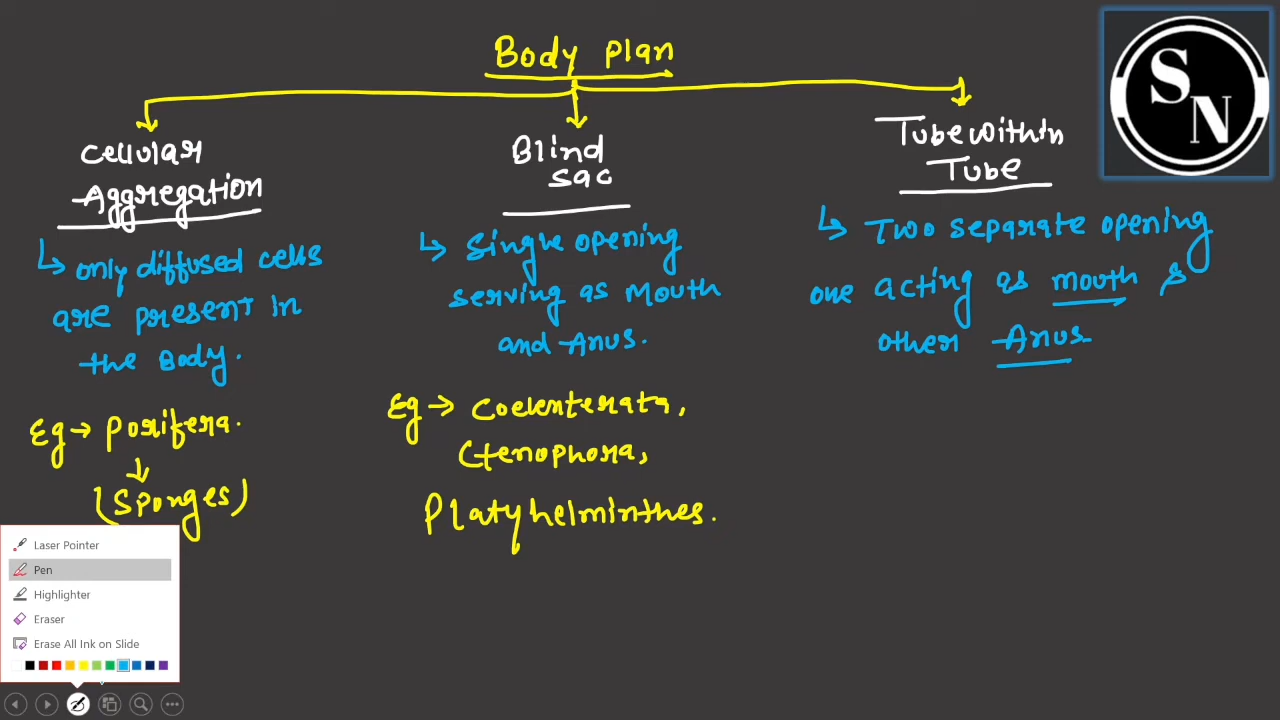 Body Plan
Cellular
Aggregation
↳ only diffused cells
are present in
the Body.
Eg → Porifera.
↓
(Sponges)
Blind
sac
↳ Single opening
serving as Mouth
and Anus.
Eg → Coelenterata,
Ctenophora,
Platyhelminthes.
Tube within
Tube
↳ Two separate opening
one acting as mouth &
other Anus
SN
Laser Pointer
Pen
Highlighter
Eraser
Erase All Ink on Slide